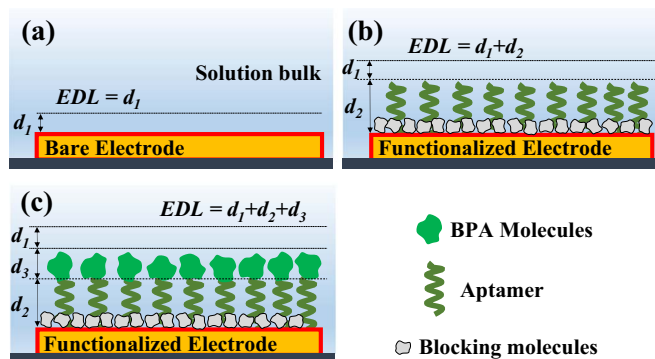 (a)
Solution bulk
EDL = d1
d1
Bare Electrode
(b)
EDL = d1+d2
d1
d2
Functionalized Electrode
(c)
EDL = d1+d2+d3
d1
d3
d2
Functionalized Electrode
BPA Molecules
Aptamer
Blocking molecules